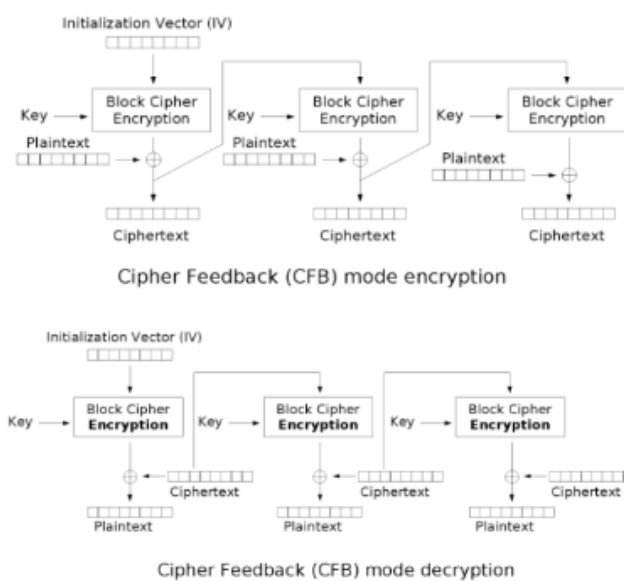 Initialization Vector (IV)
Key
Block Cipher
Encryption
Key
Block Cipher
Encryption
Key
Block Cipher
Encryption
Plaintext
Plaintext
Plaintext
Ciphertext
Ciphertext
Ciphertext
Cipher Feedback (CFB) mode encryption
Initialization Vector (IV)
Key
Block Cipher
Encryption
Key
Block Cipher
Encryption
Key
Block Cipher
Encryption
Ciphertext
Ciphertext
Ciphertext
Plaintext
Plaintext
Plaintext
Cipher Feedback (CFB) mode decryption